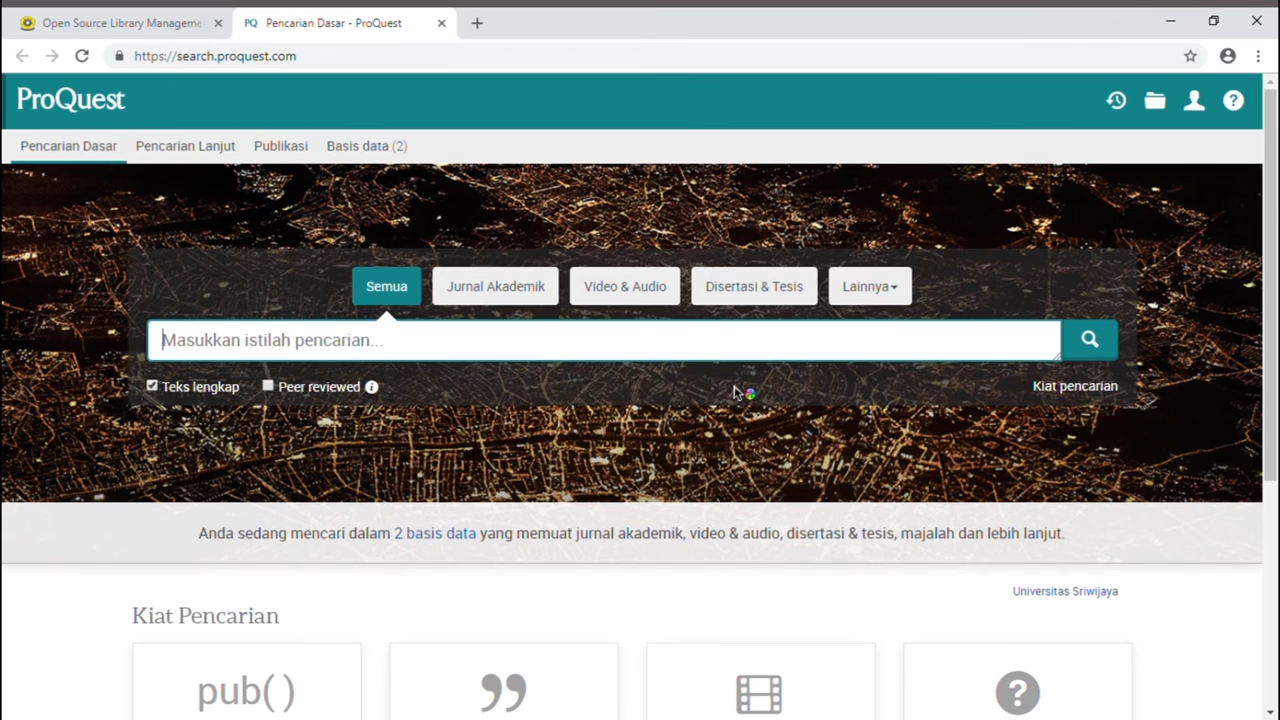 Open Source Library Manageme
PQ Pencarian Dasar - ProQuest
https://search.proquest.com
ProQuest
Pencarian Dasar Pencarian Lanjut Publikasi Basis data (2)
Semua Jurnal Akademik Video & Audio Disertasi & Tesis Lainnya
Masukkan istilah pencarian...
Teks lengkap Peer reviewed Kiat pencarian
Anda sedang mencari dalam 2 basis data yang memuat jurnal akademik, video & audio, disertasi & tesis, majalah dan lebih lanjut.
Universitas Sriwijaya
Kiat Pencarian
pub( ) ” ?